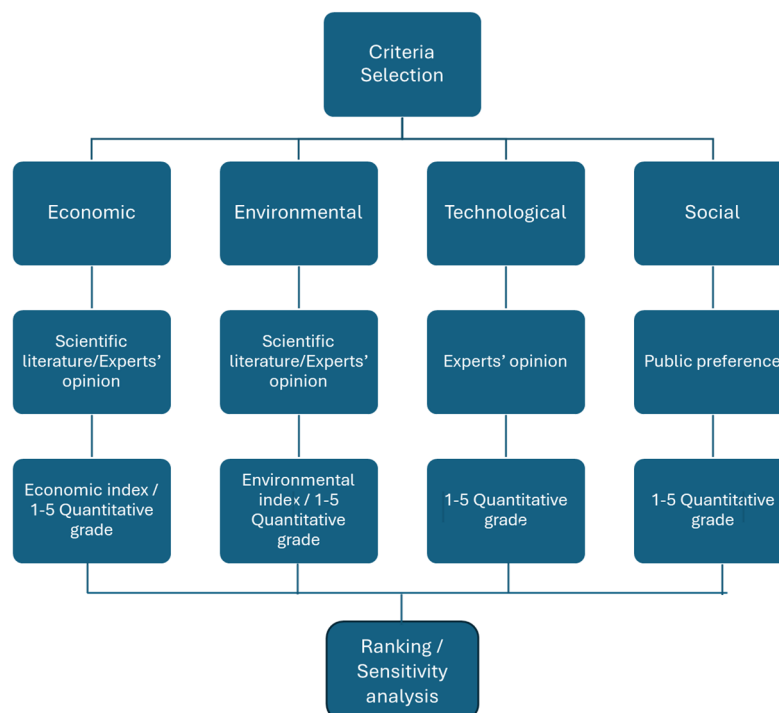 Criteria
Selection
Economic
Environmental
Technological
Social
Scientific
literature/Experts’
opinion
Scientific
literature/Experts’
opinion
Experts’ opinion
Public preference
Economic index /
1-5 Quantitative
grade
Environmental
index / 1-5
Quantitative
grade
1-5 Quantitative
grade
1-5 Quantitative
grade
Ranking /
Sensitivity
analysis